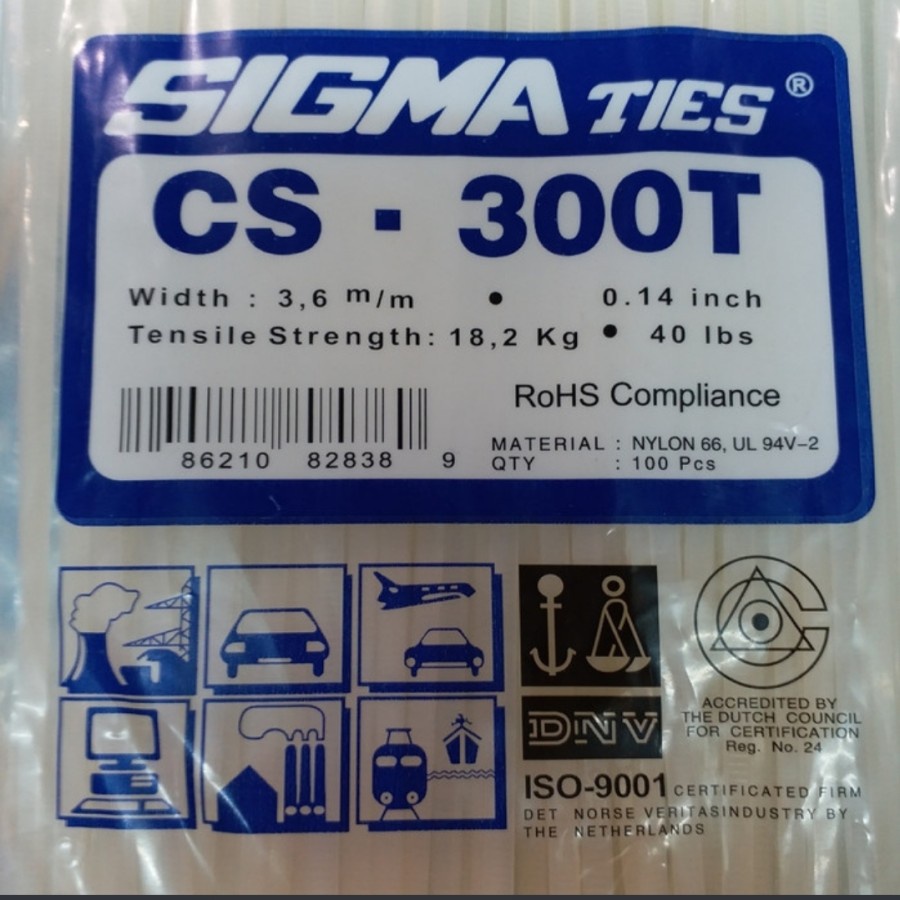 SIGMA TIES ®
CS · 300T
Width : 3,6 m/m • 0.14 inch
Tensile Strength: 18,2 Kg • 40 lbs
RoHS Compliance
86210 82838 9
MATERIAL : NYLON 66, UL 94V-2
QTY : 100 Pcs
DNV
ACCREDITED BY
THE DUTCH COUNCIL
FOR CERTIFICATION
Reg. No. 24
ISO-9001 CERTIFICATED FIRM
DET NORSE VERITASINDUSTRY BY
THE NETHERLANDS